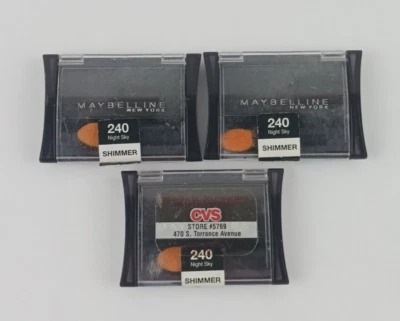 MAYBELLINE
NEW YORK
240
Night Sky
SHIMMER
MAYBELLINE
NEW YORK
240
Night Sky
SHIMMER
CVS
STORE #5769
470 S. Torrance Avenue
240
Night Sky
SHIMMER